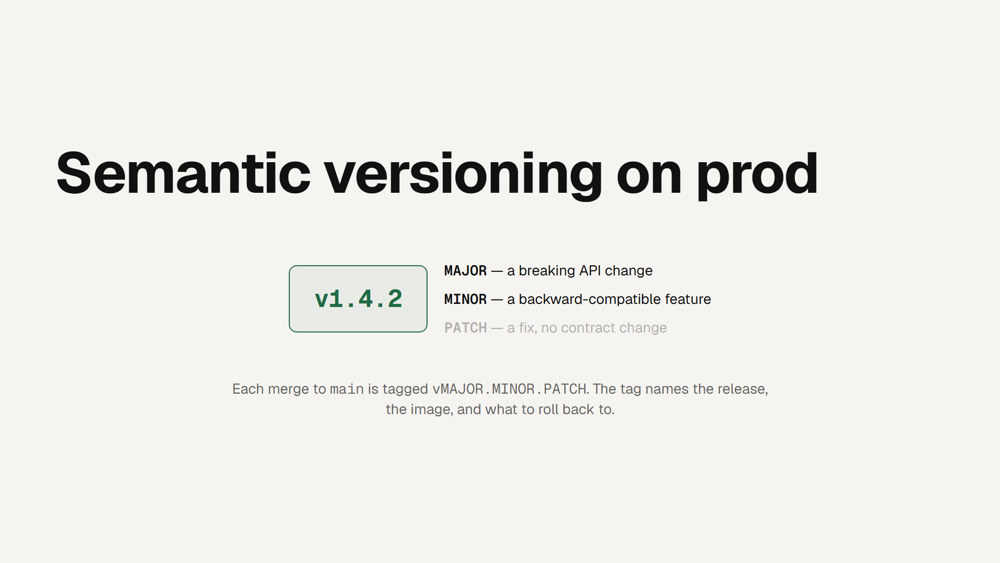 Semantic versioning on prod
v1.4.2
MAJOR — a breaking API change
MINOR — a backward-compatible feature
PATCH — a fix, no contract change
Each merge to main is tagged vMAJOR.MINOR.PATCH. The tag names the release,
the image, and what to roll back to.